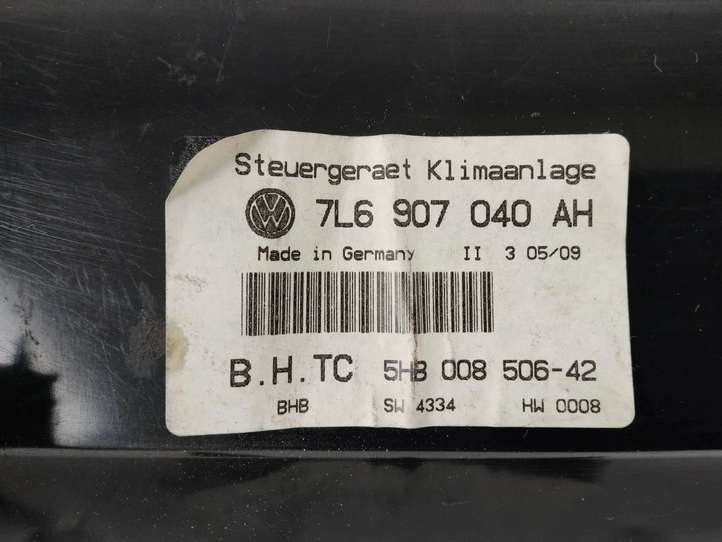 Steuergeraet Klimaanlage
VW 7L6 907 040 AH
Made in Germany II 3 05/09
B.H.TC 5HB 008 506-42
BHB SW 4334 HW 0008